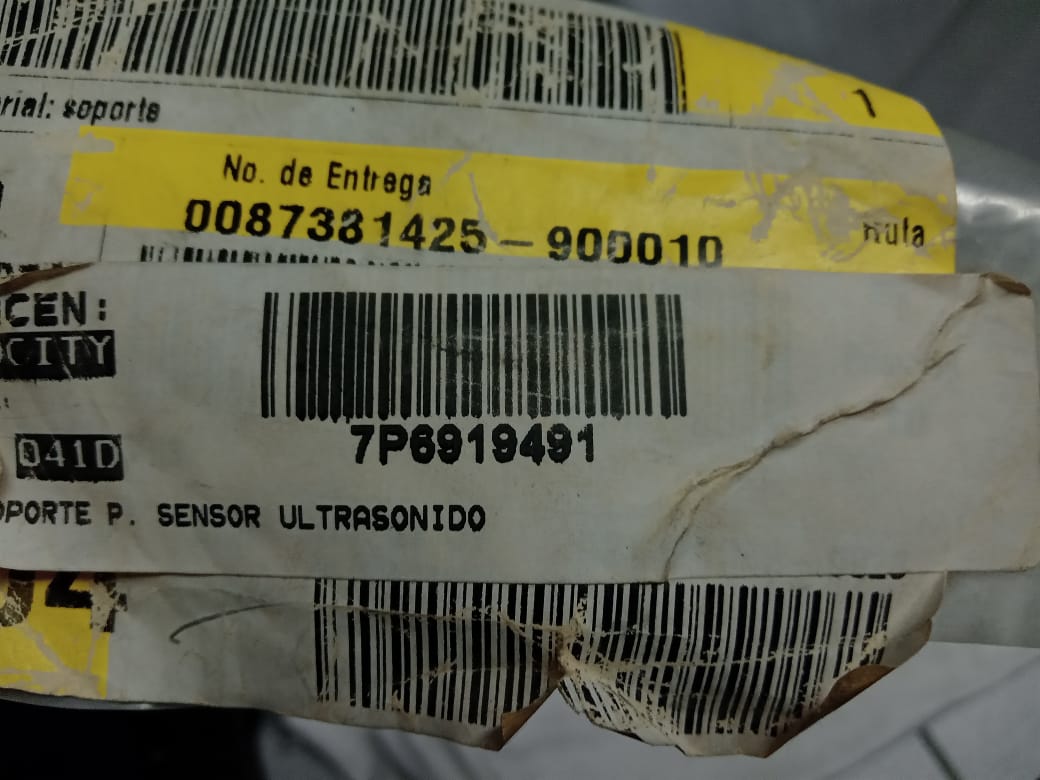 1
rial: soporte
No. de Entrega
0087381425-900010
Ruta
CEN:
CITY
7P6919491
041D
OPORTE P. SENSOR ULTRASONIDO